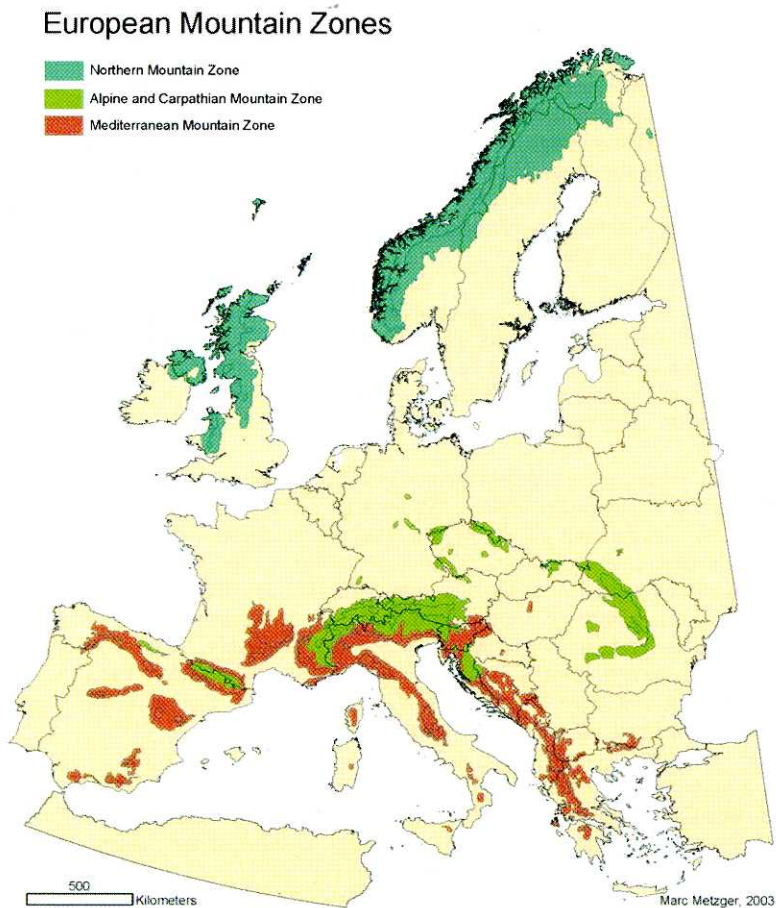 European Mountain Zones
Northern Mountain Zone
Alpine and Carpathian Mountain Zone
Mediterranean Mountain Zone
500
Kilometers
Marc Metzger, 2003